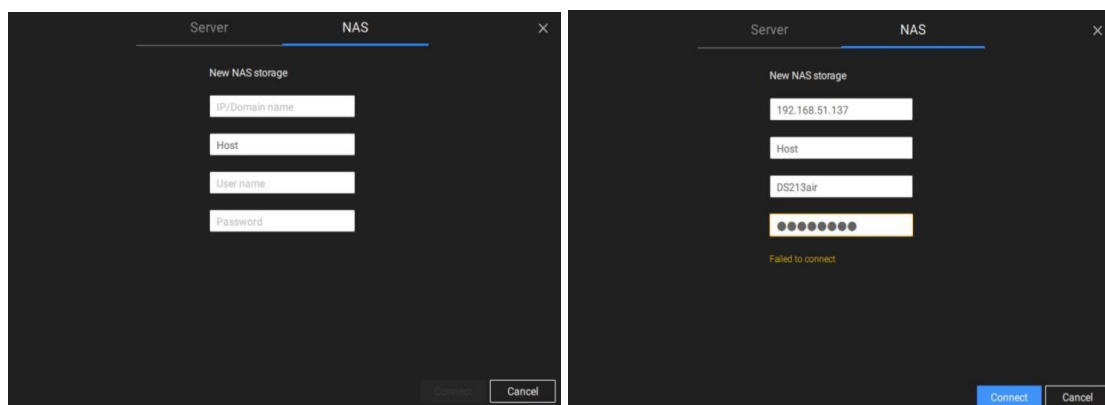 Server NAS
New NAS storage
IP/Domain name
Host
User name
Password
Connect Cancel
Server NAS
New NAS storage
192.168.51.137
Host
DS213air
●●●●●●●●
Failed to connect
Connect Cancel